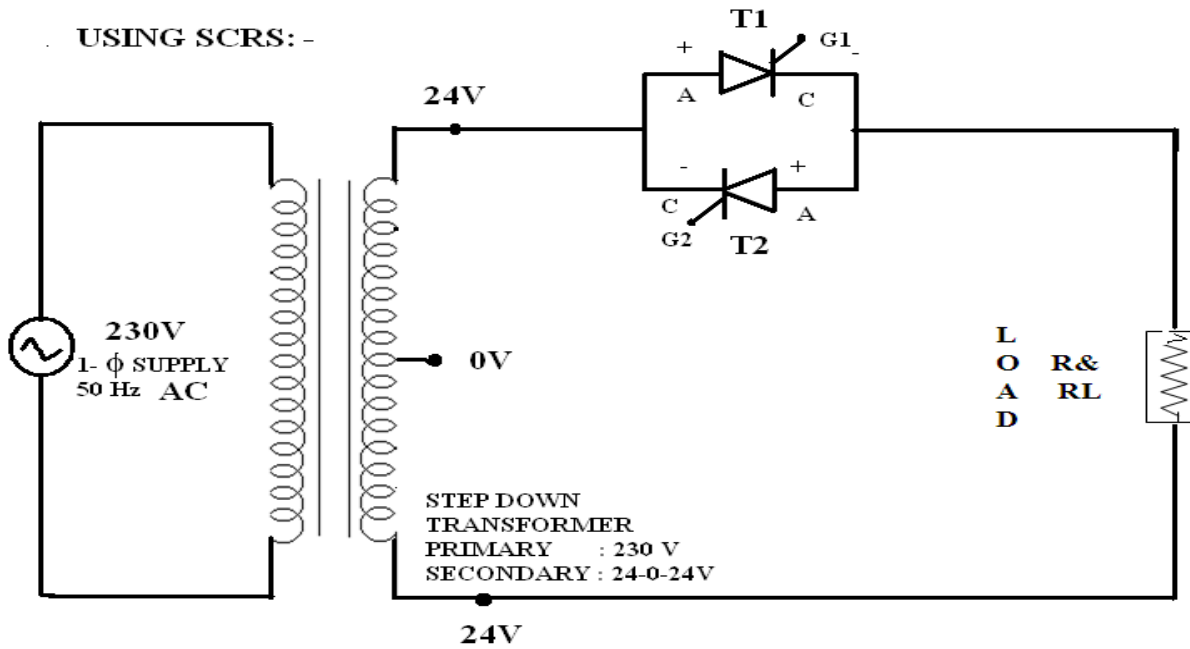 . USING SCRS: -
T1
G1
+
-
A
C
24V
-
+
C
A
G2
T2
230V
1- ϕ SUPPLY
50 Hz AC
0V
L
O R&
A RL
D
STEP DOWN
TRANSFORMER
PRIMARY : 230 V
SECONDARY : 24-0-24V
24V